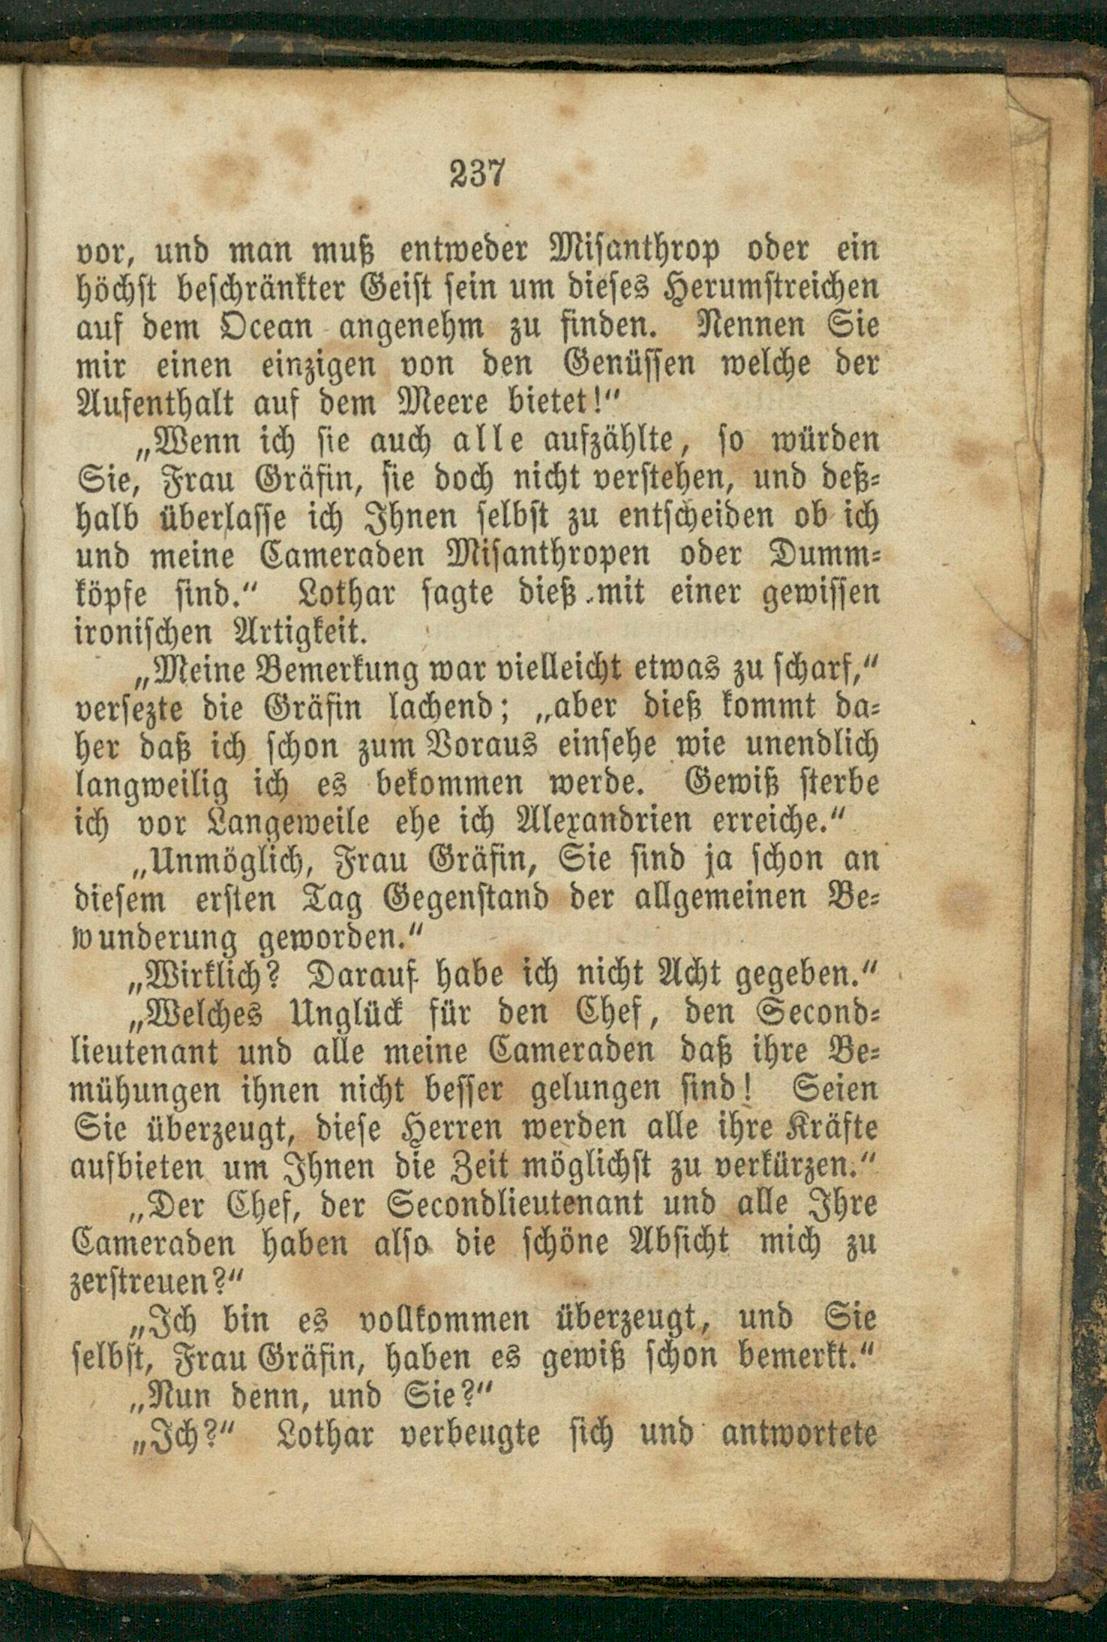 237
vor, und man muß entweder Misanthrop oder ein
höchst beschränkter Geist sein um dieses Herumstreichen
auf dem Ocean angenehm zu finden. Nennen Sie
mir einen einzigen von den Genüssen welche der
Aufenthalt auf dem Meere bietet!“
„Wenn ich sie auch alle aufzählte, so würden
Sie, Frau Gräfin, sie doch nicht verstehen, und deß-
halb überlasse ich Ihnen selbst zu entscheiden ob ich
und meine Cameraden Misanthropen oder Dumm-
köpfe sind.“ Lothar sagte dieß mit einer gewissen
ironischen Artigkeit.
„Meine Bemerkung war vielleicht etwas zu scharf,“
versezte die Gräfin lachend; „aber dieß kommt da-
her daß ich schon zum Voraus einsehe wie unendlich
langweilig ich es bekommen werde. Gewiß sterbe
ich vor Langeweile ehe ich Alexandrien erreiche.“
„Unmöglich, Frau Gräfin, Sie sind ja schon an
diesem ersten Tag Gegenstand der allgemeinen Be-
wunderung geworden.“
„Wirklich? Darauf habe ich nicht Acht gegeben.“
„Welches Unglück für den Chef, den Second-
lieutenant und alle meine Cameraden daß ihre Be-
mühungen ihnen nicht besser gelungen sind! Seien
Sie überzeugt, diese Herren werden alle ihre Kräfte
aufbieten um Ihnen die Zeit möglichst zu verkürzen.“
„Der Chef, der Secondlieutenant und alle Ihre
Cameraden haben also die schöne Absicht mich zu
zerstreuen?“
„Ich bin es vollkommen überzeugt, und Sie
selbst, Frau Gräfin, haben es gewiß schon bemerkt.“
„Nun denn, und Sie?“
„Ich?“ Lothar verbeugte sich und antwortete